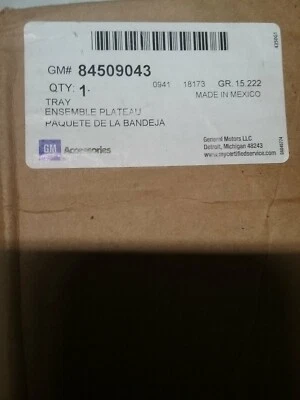 GM# 84509043
0941 18173 GR. 15.222
QTY. 1
MADE IN MEXICO
TRAY
ENSEMBLE PLATEAU
PAQUETE DE LA BANDEJA
GM Accessories
General Motors LLC
Detroit, Michigan 48243
www.mycertifiedservice.com